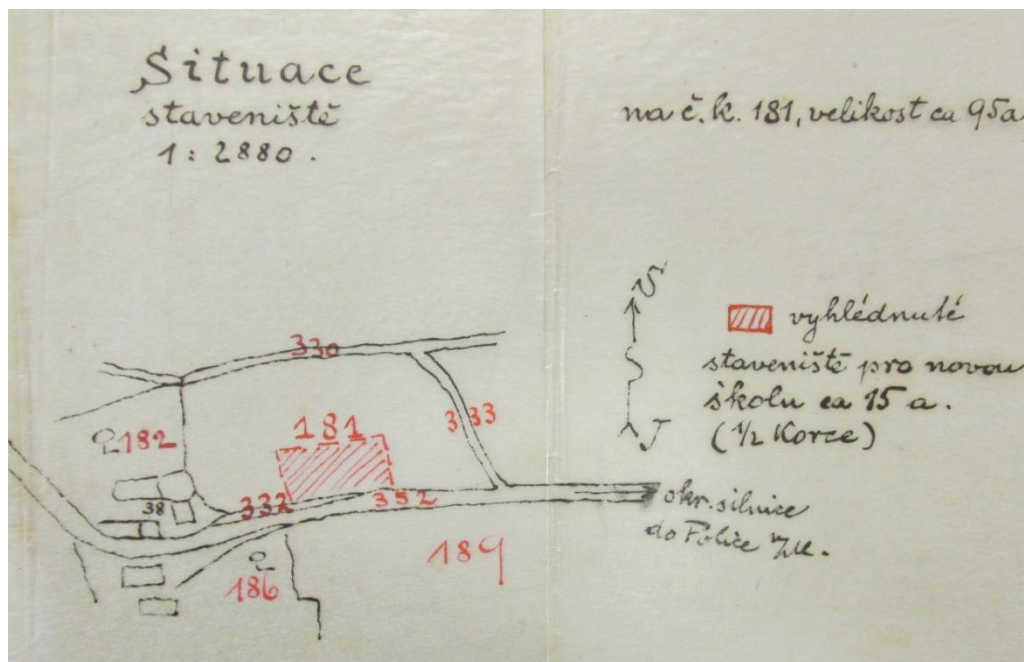 Situace
staveniště
1 : 2880.
na č. k. 181, velikost ca 95a
S
J
vyhlédnuté
staveniště pro novou
školu ca 15 a.
(½ Korce)
330
333
181
182
38
332
352
okr. silnice
do Police n/M.
189
186